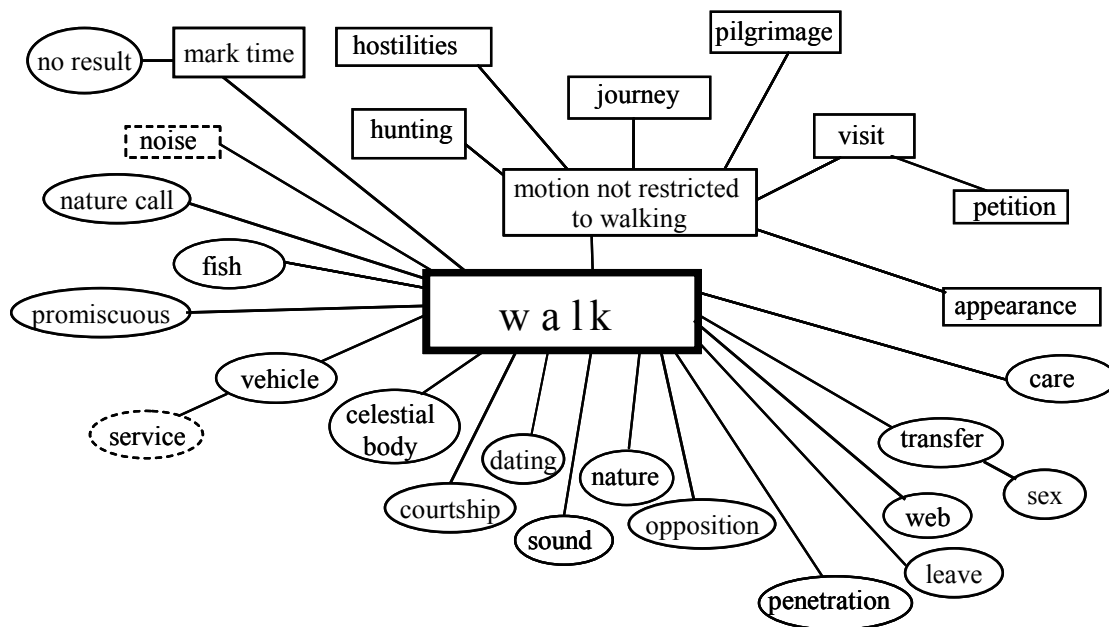 pilgrimage
hostilities
no result
mark time
journey
hunting
visit
noise
motion not restricted
to walking
nature call
petition
fish
appearance
promiscuous
walk
vehicle
care
celestial
body
service
transfer
dating
nature
sex
courtship
web
opposition
sound
leave
penetration